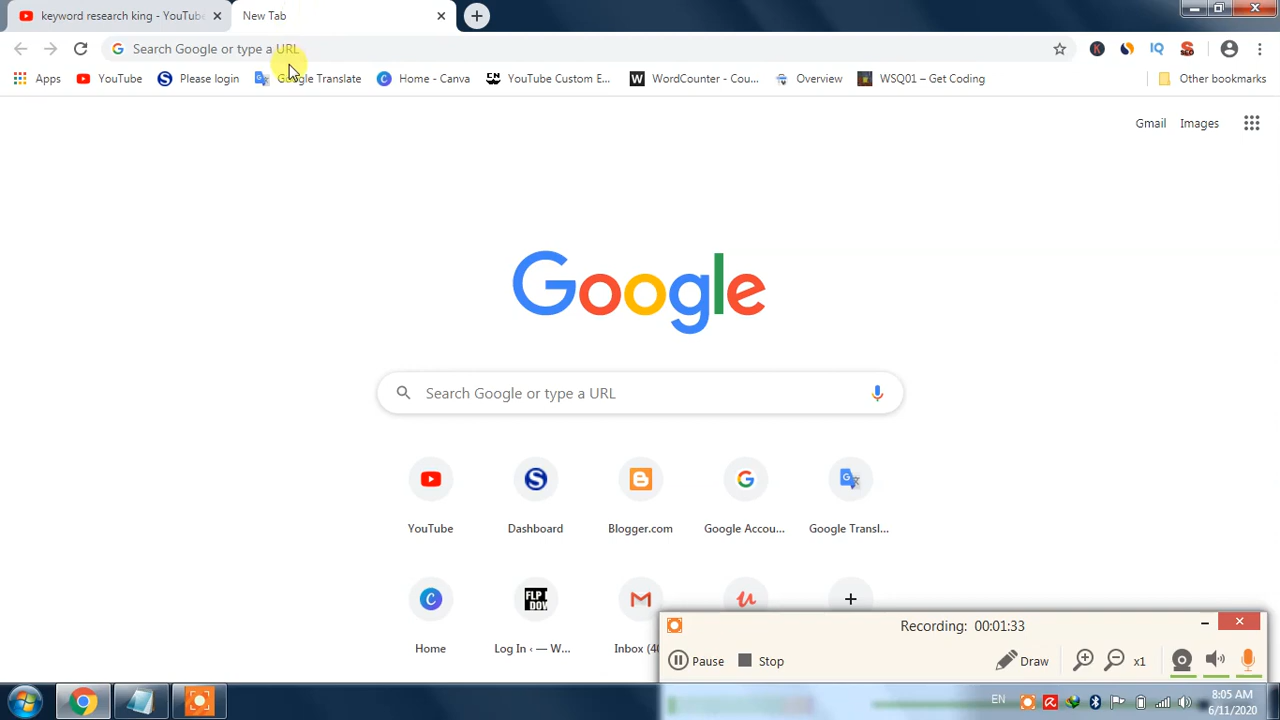 keyword research king - YouTube
New Tab
Search Google or type a URL
Apps YouTube Please login Google Translate Home - Canva YouTube Custom E... WordCounter - Cou... Overview WSQ01 – Get Coding Other bookmarks
Gmail Images
Google
Search Google or type a URL
YouTube Dashboard Blogger.com Google Accou... Google Transl...
Home Log In ‹ — W... Inbox (40
Recording: 00:01:33
Pause Stop Draw x1
EN
8:05 AM
6/11/2020